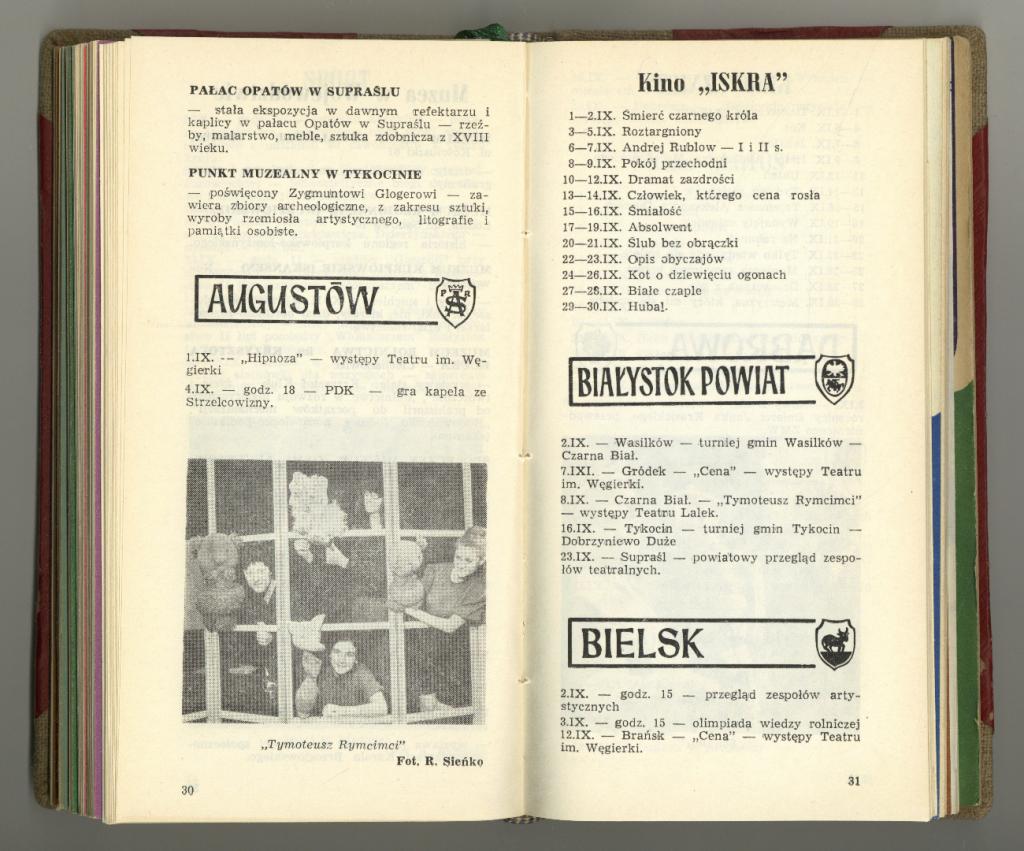 PAŁAC OPATÓW W SUPRAŚLU
— stała ekspozycja w dawnym refektarzu i
kaplicy w pałacu Opatów w Supraślu — rzeź-
by, malarstwo, meble, sztuka zdobnicza z XVIII
wieku.
PUNKT MUZEALNY W TYKOCINIE
— poświęcony Zygmuntowi Glogerowi — za-
wiera zbiory archeologiczne, z zakresu sztuki,
wyroby rzemiosła artystycznego, litografie i
pamiątki osobiste.
AUGUSTÓW
P R
1.IX. -- „Hipnoza” — występy Teatru im. Wę-
gierki
4.IX. — godz. 18 — PDK — gra kapela ze
Strzelcowizny.
„Tymoteusz Rymcimci”
Fot. R. Sieńko
30
Kino „ISKRA”
1—2.IX. Śmierć czarnego króla
3—5.IX. Roztargniony
6—7.IX. Andrej Rublow — I i II s.
8—9.IX. Pokój przechodni
10—12.IX. Dramat zazdrości
13—14.IX. Człowiek, którego cena rosła
15—16.IX. Śmiałość
17—19.IX. Absolwent
20—21.IX. Ślub bez obrączki
22—23.IX. Opis obyczajów
24—26.IX. Kot o dziewięciu ogonach
27—28.IX. Białe czaple
29—30.IX. Hubal.
BIAŁYSTOK POWIAT
2.IX. — Wasilków — turniej gmin Wasilków —
Czarna Biał.
7.IXI. — Gródek — „Cena” — występy Teatru
im. Węgierki.
8.IX. — Czarna Biał. — „Tymoteusz Rymcimci”
— występy Teatru Lalek.
16.IX. — Tykocin — turniej gmin Tykocin —
Dobrzyniewo Duże
23.IX. — Supraśl — powiatowy przegląd zespo-
łów teatralnych.
BIELSK
2.IX. — godz. 15 — przegląd zespołów arty-
stycznych
3.IX. — godz. 15 — olimpiada wiedzy rolniczej
12.IX. — Brańsk — „Cena” — występy Teatru
im. Węgierki.
31